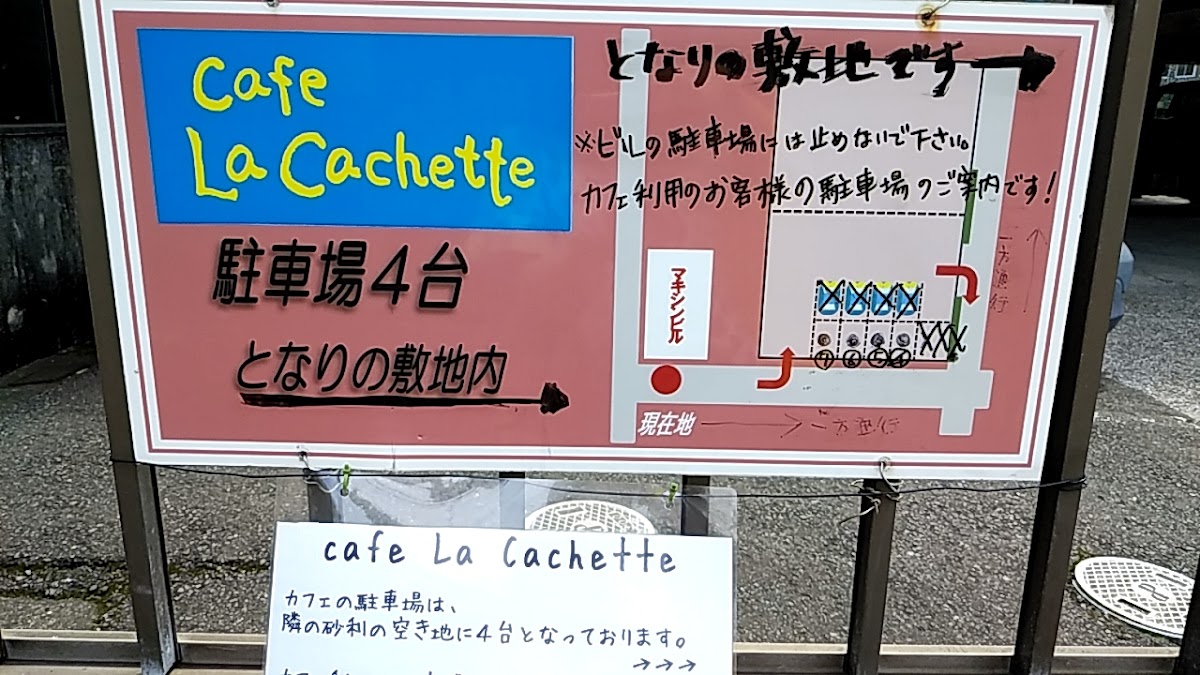 cafe
La Cachette
駐車場4台
となりの敷地内
となりの敷地です
※ビルの駐車場には止めないで下さい。
カフェ利用のお客様の駐車場のご案内です!
マキシンビル
一方通行
⑦ ⑥ ⑤ ④
現在地
一方通行
cafe La Cachette
カフェの駐車場は、
隣の砂利の空き地に4台となっております。
→→→